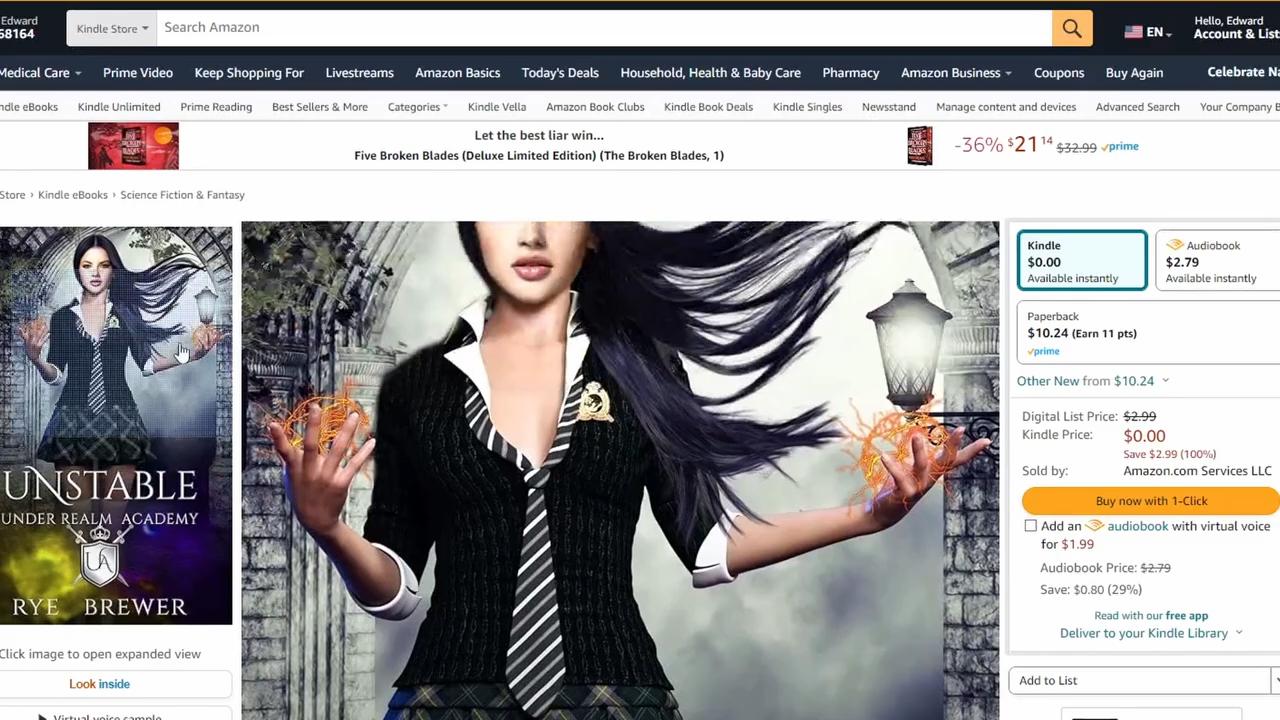 Edward
68164
Kindle Store
Search Amazon
EN
Hello, Edward
Account & List
Medical Care
Prime Video
Keep Shopping For
Livestreams
Amazon Basics
Today's Deals
Household, Health & Baby Care
Pharmacy
Amazon Business
Coupons
Buy Again
Celebrate Na
ndle eBooks
Kindle Unlimited
Prime Reading
Best Sellers & More
Categories
Kindle Vella
Amazon Book Clubs
Kindle Book Deals
Kindle Singles
Newsstand
Manage content and devices
Advanced Search
Your Company B
Let the best liar win...
Five Broken Blades (Deluxe Limited Edition) (The Broken Blades, 1)
-36% $21 14 $32.99 prime
Store › Kindle eBooks › Science Fiction & Fantasy
UNSTABLE
UNDER REALM ACADEMY
UA
RYE BREWER
Click image to open expanded view
Look inside
Virtual voice sample
Kindle
$0.00
Available instantly
Audiobook
$2.79
Available instantly
Paperback
$10.24 (Earn 11 pts)
prime
Other New from $10.24
Digital List Price: $2.99
Kindle Price: $0.00
Save $2.99 (100%)
Sold by: Amazon.com Services LLC
Buy now with 1-Click
Add an audiobook with virtual voice
for $1.99
Audiobook Price: $2.79
Save: $0.80 (29%)
Read with our free app
Deliver to your Kindle Library
Add to List